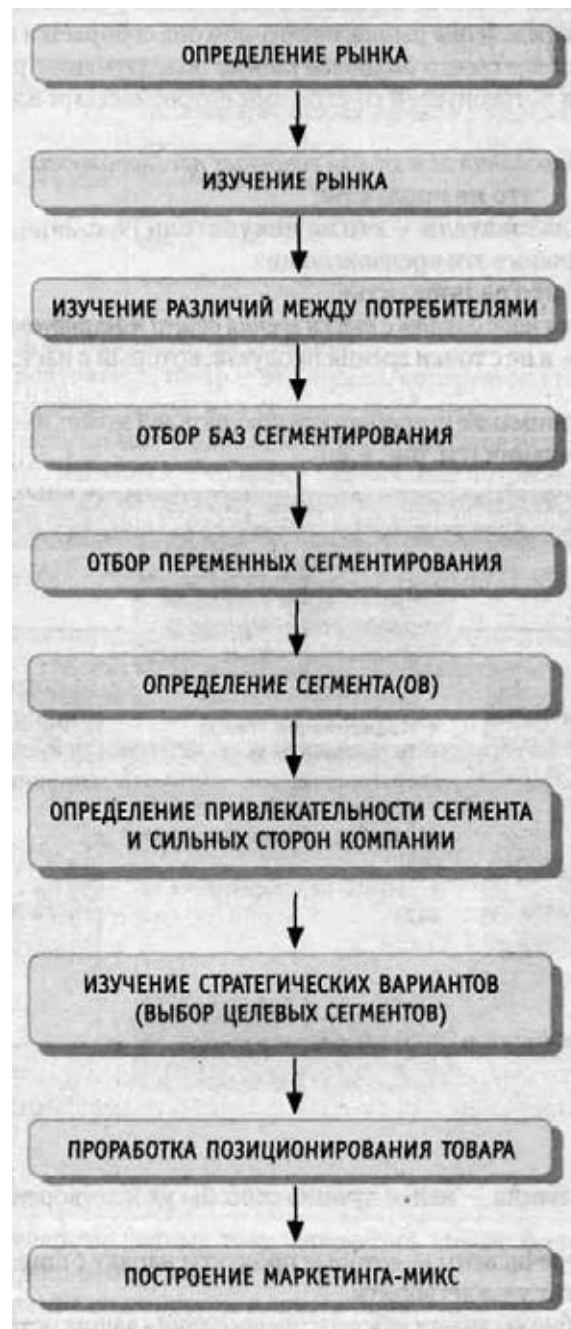 ОПРЕДЕЛЕНИЕ РЫНКА
ИЗУЧЕНИЕ РЫНКА
ИЗУЧЕНИЕ РАЗЛИЧИЙ МЕЖДУ ПОТРЕБИТЕЛЯМИ
ОТБОР БАЗ СЕГМЕНТИРОВАНИЯ
ОТБОР ПЕРЕМЕННЫХ СЕГМЕНТИРОВАНИЯ
ОПРЕДЕЛЕНИЕ СЕГМЕНТА(ОВ)
ОПРЕДЕЛЕНИЕ ПРИВЛЕКАТЕЛЬНОСТИ СЕГМЕНТА
И СИЛЬНЫХ СТОРОН КОМПАНИИ
ИЗУЧЕНИЕ СТРАТЕГИЧЕСКИХ ВАРИАНТОВ
(ВЫБОР ЦЕЛЕВЫХ СЕГМЕНТОВ)
ПРОРАБОТКА ПОЗИЦИОНИРОВАНИЯ ТОВАРА
ПОСТРОЕНИЕ МАРКЕТИНГА-МИКС